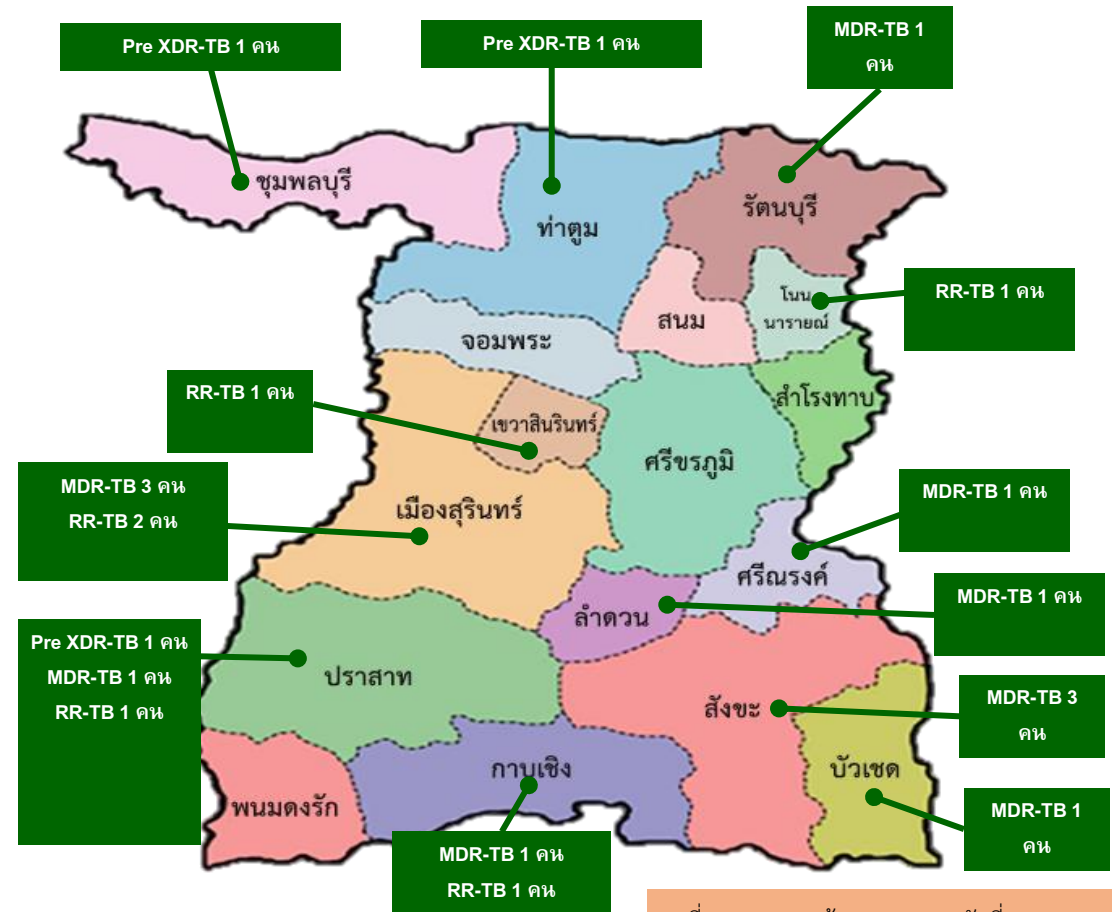 Pre XDR-TB 1 คน
Pre XDR-TB 1 คน
MDR-TB 1
คน
ชุมพลบุรี
ท่าตูม
รัตนบุรี
RR-TB 1 คน
โนน
นารายณ์
สนม
จอมพระ
สำโรงทาบ
RR-TB 1 คน
เขวาสินรินทร์
ศรีขรภูมิ
MDR-TB 3 คน
RR-TB 2 คน
เมืองสุรินทร์
MDR-TB 1 คน
ศรีณรงค์
MDR-TB 1 คน
ลำดวน
Pre XDR-TB 1 คน
MDR-TB 1 คน
RR-TB 1 คน
ปราสาท
สังขะ
MDR-TB 3
คน
บัวเชด
MDR-TB 1
คน
กาบเชิง
พนมดงรัก
MDR-TB 1 คน
RR-TB 1 คน